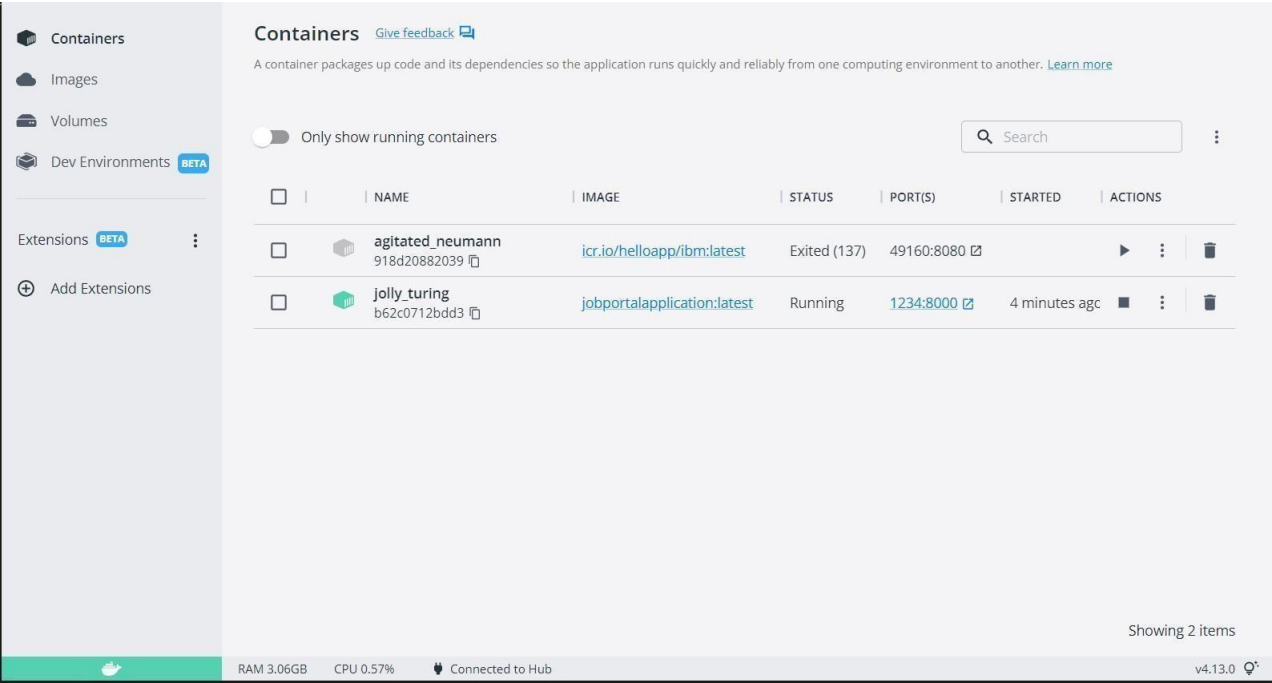 Containers
Images
Volumes
Dev Environments BETA
Extensions BETA
Add Extensions
Containers Give feedback
A container packages up code and its dependencies so the application runs quickly and reliably from one computing environment to another. Learn more
Only show running containers
Search
NAME IMAGE STATUS PORT(S) STARTED ACTIONS
agitated_neumann icr.io/helloapp/ibm:latest Exited (137) 49160:8080
918d20882039
jolly_turing jobportalapplication:latest Running 1234:8000 4 minutes ago
b62c0712bdd3
Showing 2 items
RAM 3.06GB CPU 0.57% Connected to Hub v4.13.0